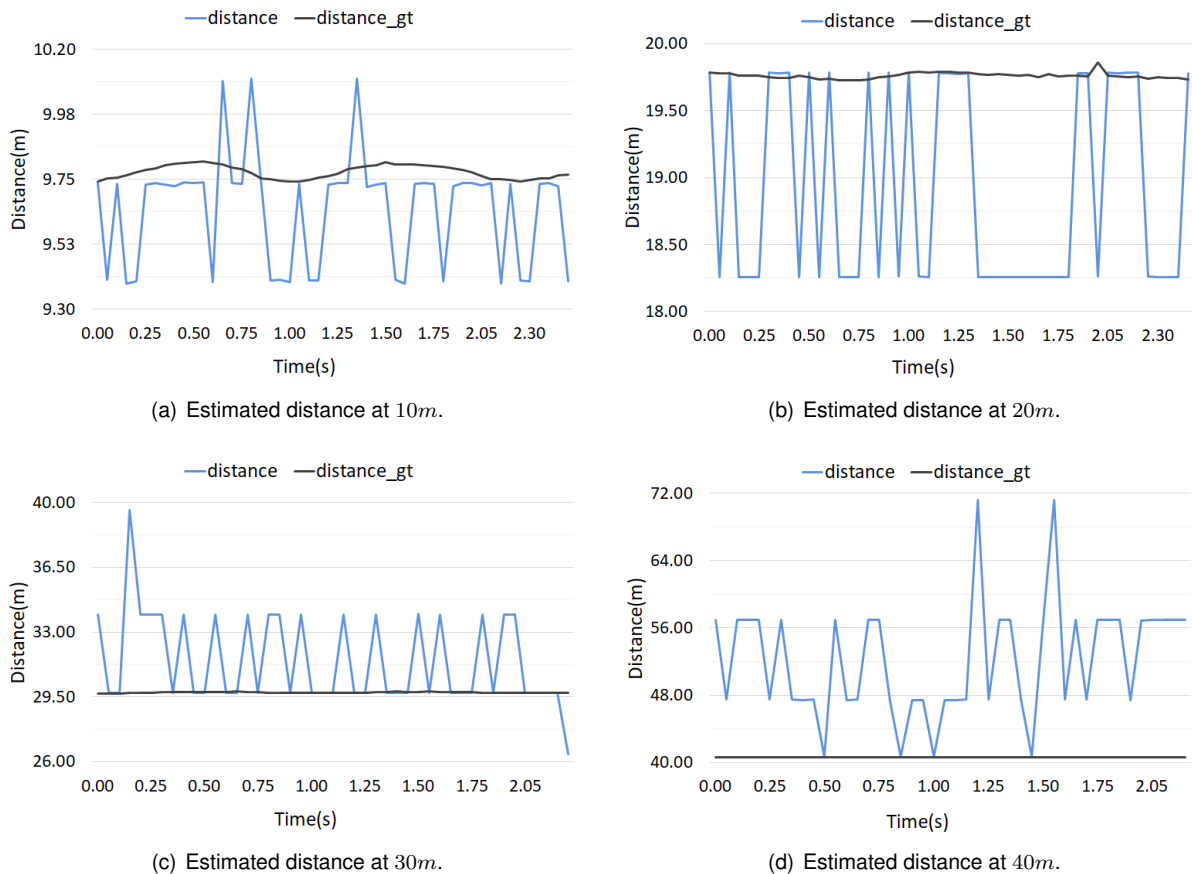 distance distance_gt
10.20
9.98
9.75
9.53
9.30
Distance(m)
0.00 0.25 0.50 0.75 1.00 1.25 1.50 1.75 2.05 2.30
Time(s)
(a) Estimated distance at 10m.
distance distance_gt
20.00
19.50
19.00
18.50
18.00
Distance(m)
0.00 0.25 0.50 0.75 1.00 1.25 1.50 1.75 2.05 2.30
Time(s)
(b) Estimated distance at 20m.
distance distance_gt
40.00
36.50
33.00
29.50
26.00
Distance(m)
0.00 0.25 0.50 0.75 1.00 1.25 1.50 1.75 2.05
Time(s)
(c) Estimated distance at 30m.
distance distance_gt
72.00
64.00
56.00
48.00
40.00
Distance(m)
0.00 0.25 0.50 0.75 1.00 1.25 1.50 1.75 2.05
Time(s)
(d) Estimated distance at 40m.